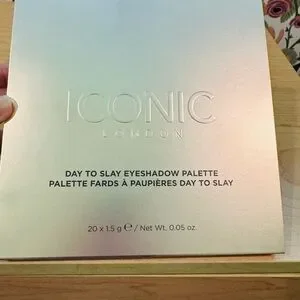 ICONIC
LONDON
DAY TO SLAY EYESHADOW PALETTE
PALETTE FARDS À PAUPIÈRES DAY TO SLAY
20 x 1.5 g ℮ / Net Wt. 0.05 oz.